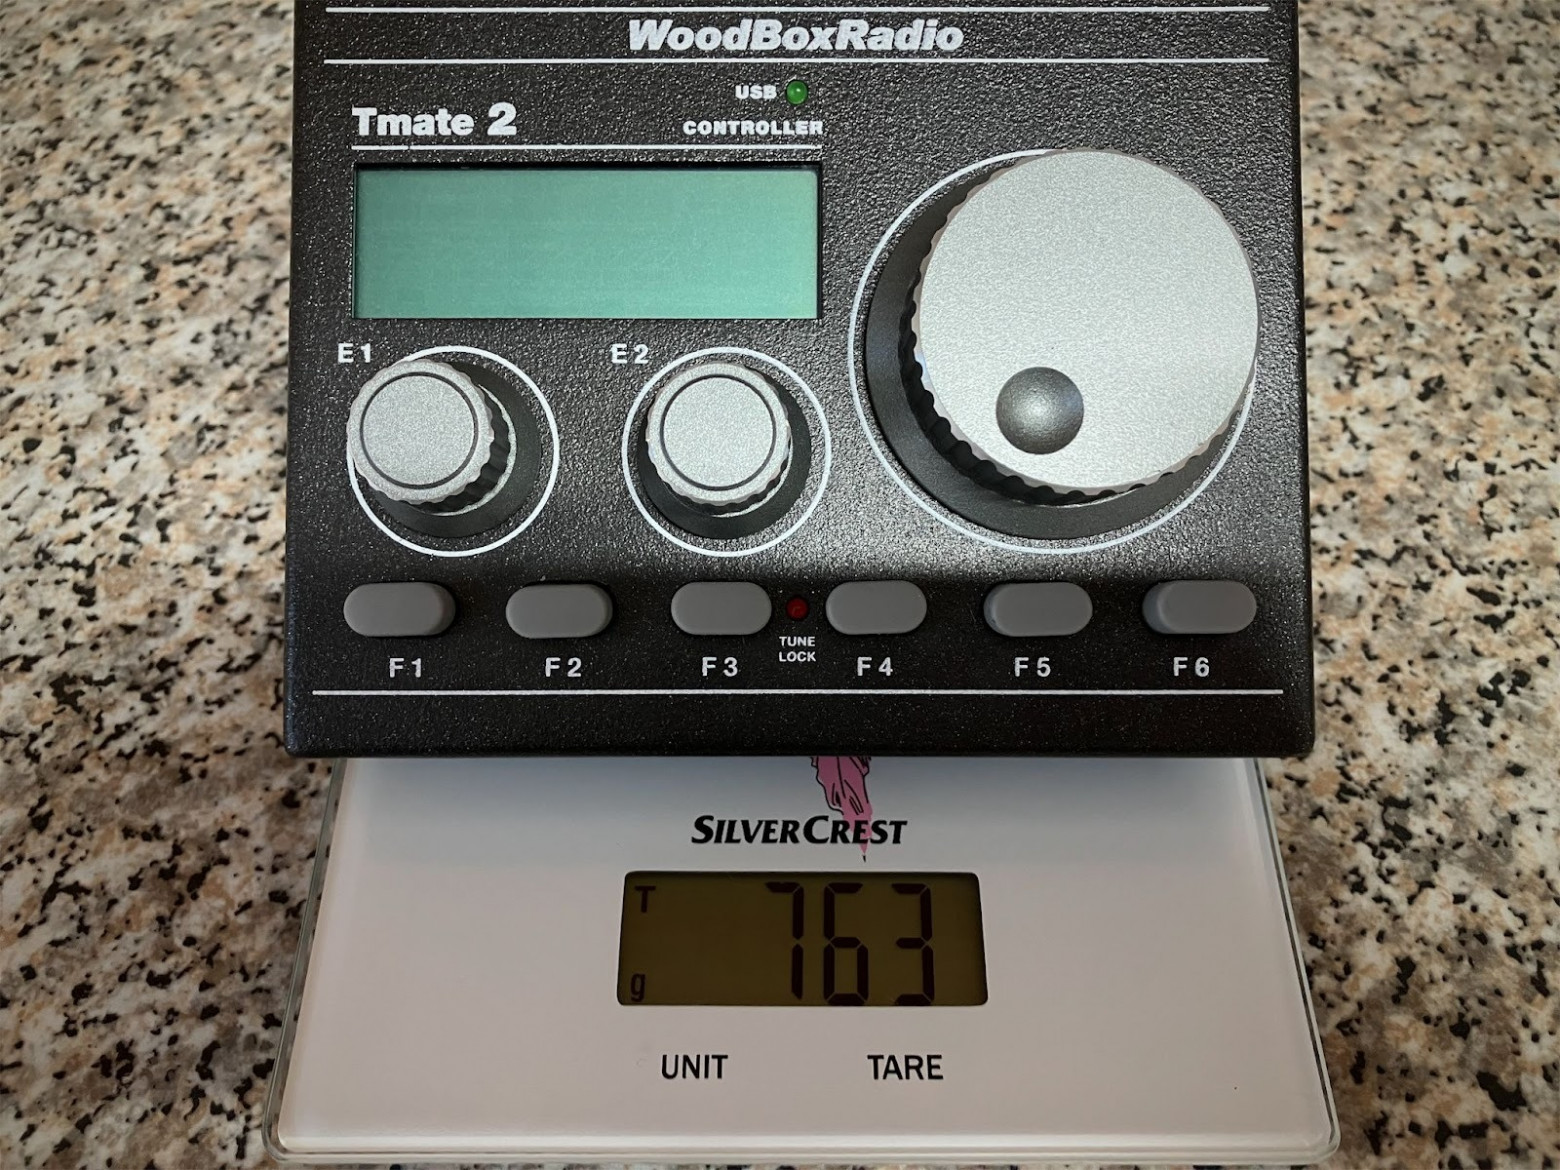 WoodBoxRadio
USB
Tmate 2
CONTROLLER
E1
E2
TUNE
LOCK
F1 F2 F3 F4 F5 F6
SILVERCREST
T
763
g
UNIT TARE